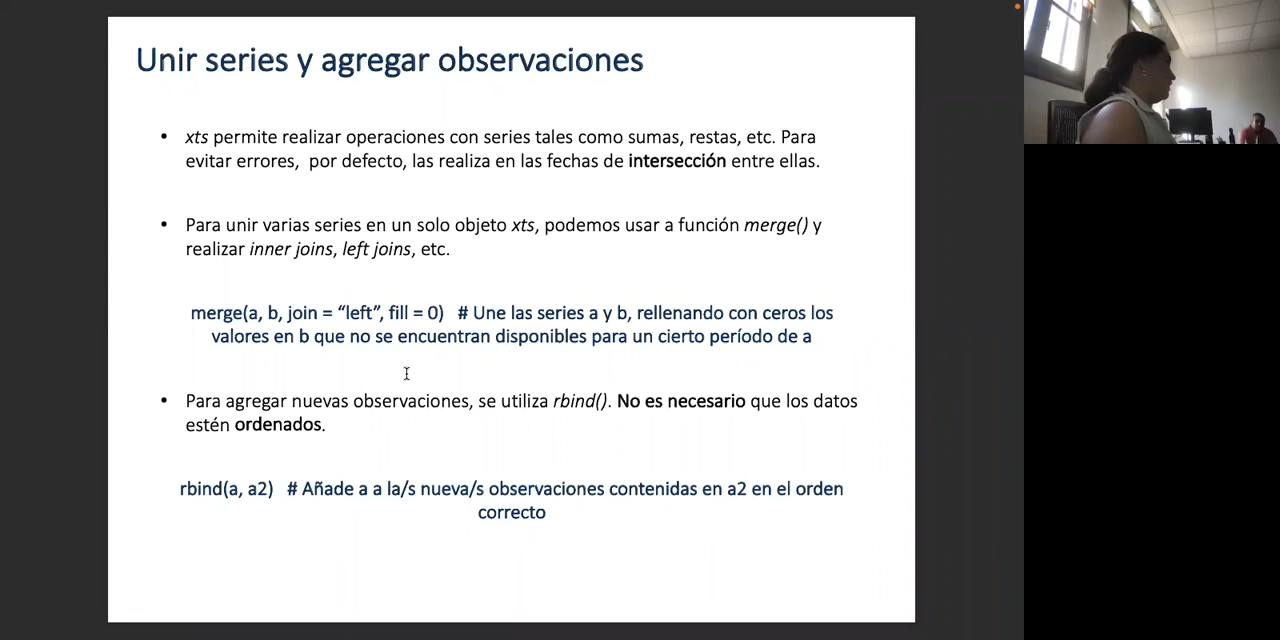 Unir series y agregar observaciones
• xts permite realizar operaciones con series tales como sumas, restas, etc. Para
evitar errores, por defecto, las realiza en las fechas de intersección entre ellas.
• Para unir varias series en un solo objeto xts, podemos usar a función merge() y
realizar inner joins, left joins, etc.
merge(a, b, join = “left”, fill = 0) # Une las series a y b, rellenando con ceros los
valores en b que no se encuentran disponibles para un cierto período de a
• Para agregar nuevas observaciones, se utiliza rbind(). No es necesario que los datos
estén ordenados.
rbind(a, a2) # Añade a a la/s nueva/s observaciones contenidas en a2 en el orden
correcto